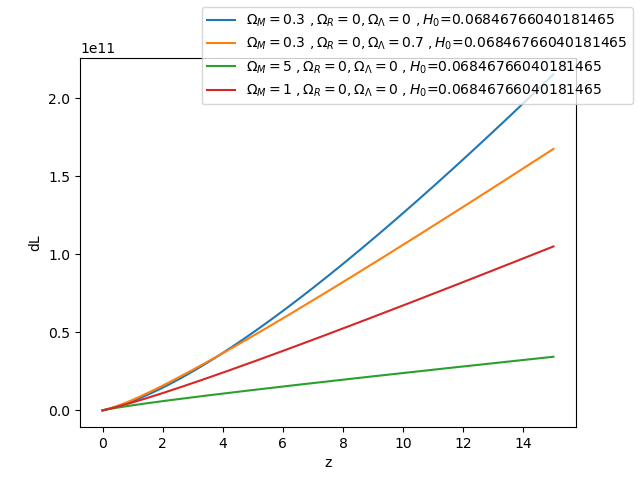 Ω_M = 0.3 , Ω_R = 0, Ω_Λ = 0 , H_0=0.06846766040181465
Ω_M = 0.3 , Ω_R = 0, Ω_Λ = 0.7 , H_0=0.06846766040181465
Ω_M = 5 , Ω_R = 0, Ω_Λ = 0 , H_0=0.06846766040181465
Ω_M = 1 , Ω_R = 0, Ω_Λ = 0 , H_0=0.06846766040181465
1e11
2.0
1.5
1.0
0.5
0.0
dL
0 2 4 6 8 10 12 14
z